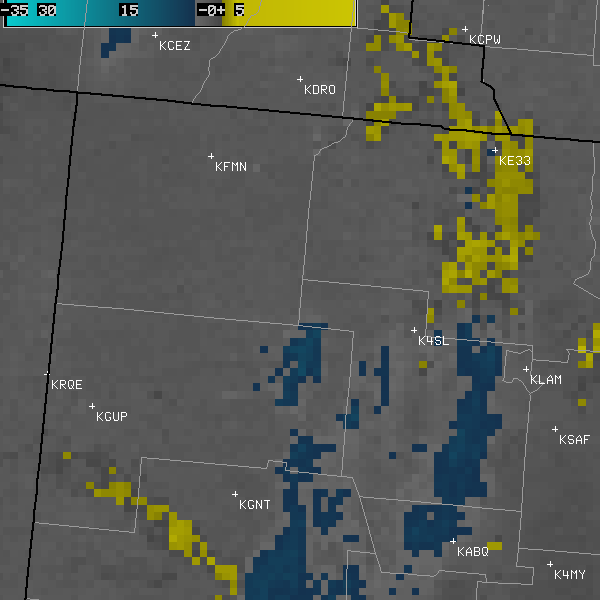 -35 30 15 -0+ 5
KCPW
KCEZ
KDRO
KE33
KFMN
K4SL
KLAM
KRQE
KGUP
KSAF
KGNT
KABQ
K4MY